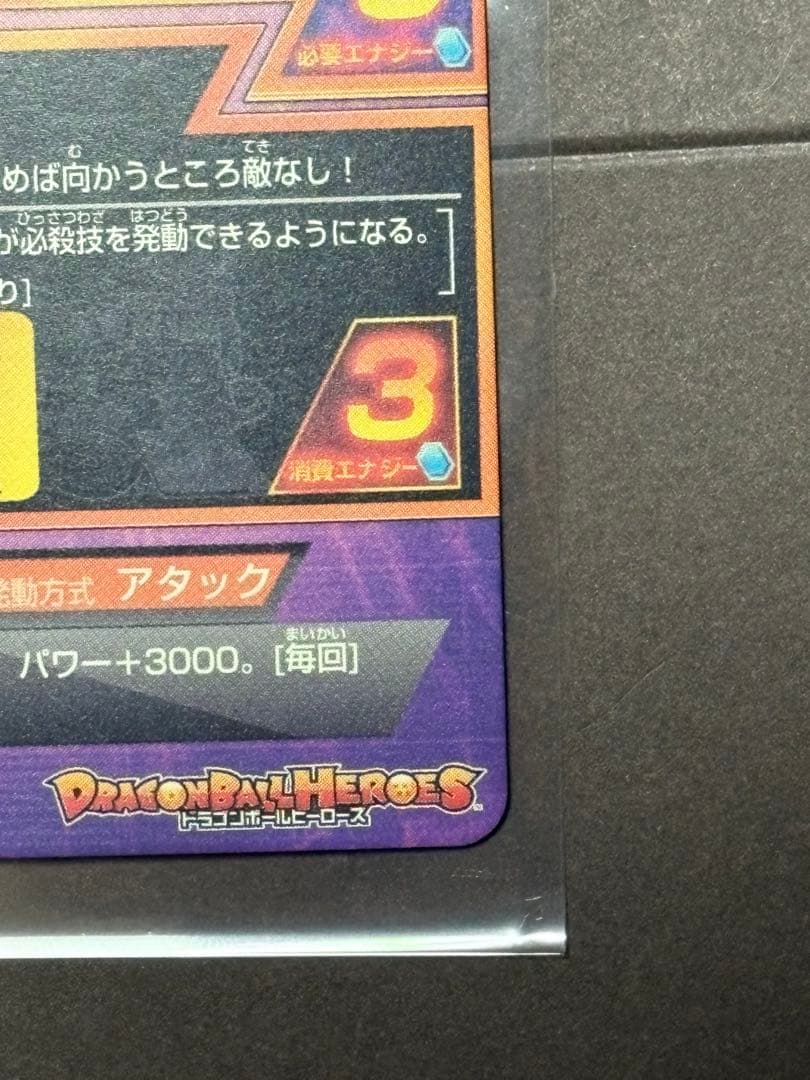 必要エナジー
めば向かうところ敵なし！
が必殺技を発動できるようになる。
り]
3
消費エナジー
発動方式 アタック
パワー+3000。[毎回]
DRAGONBALL HEROES
ドラゴンボールヒーローズ